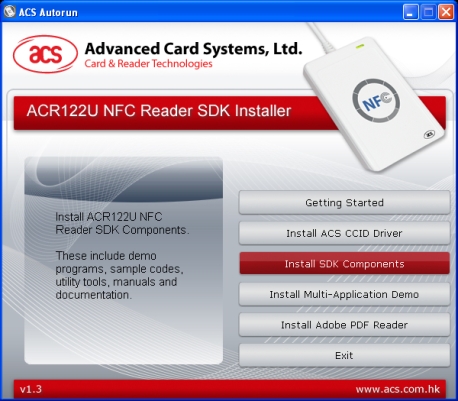 ACS Autorun
acs
Advanced Card Systems, Ltd.
Card & Reader Technologies
NFC
acs
ACR122U NFC Reader SDK Installer
Install ACR122U NFC
Reader SDK Components.
These include demo
programs, sample codes,
utility tools, manuals and
documentation.
Getting Started
Install ACS CCID Driver
Install SDK Components
Install Multi-Application Demo
Install Adobe PDF Reader
Exit
v1.3
www.acs.com.hk